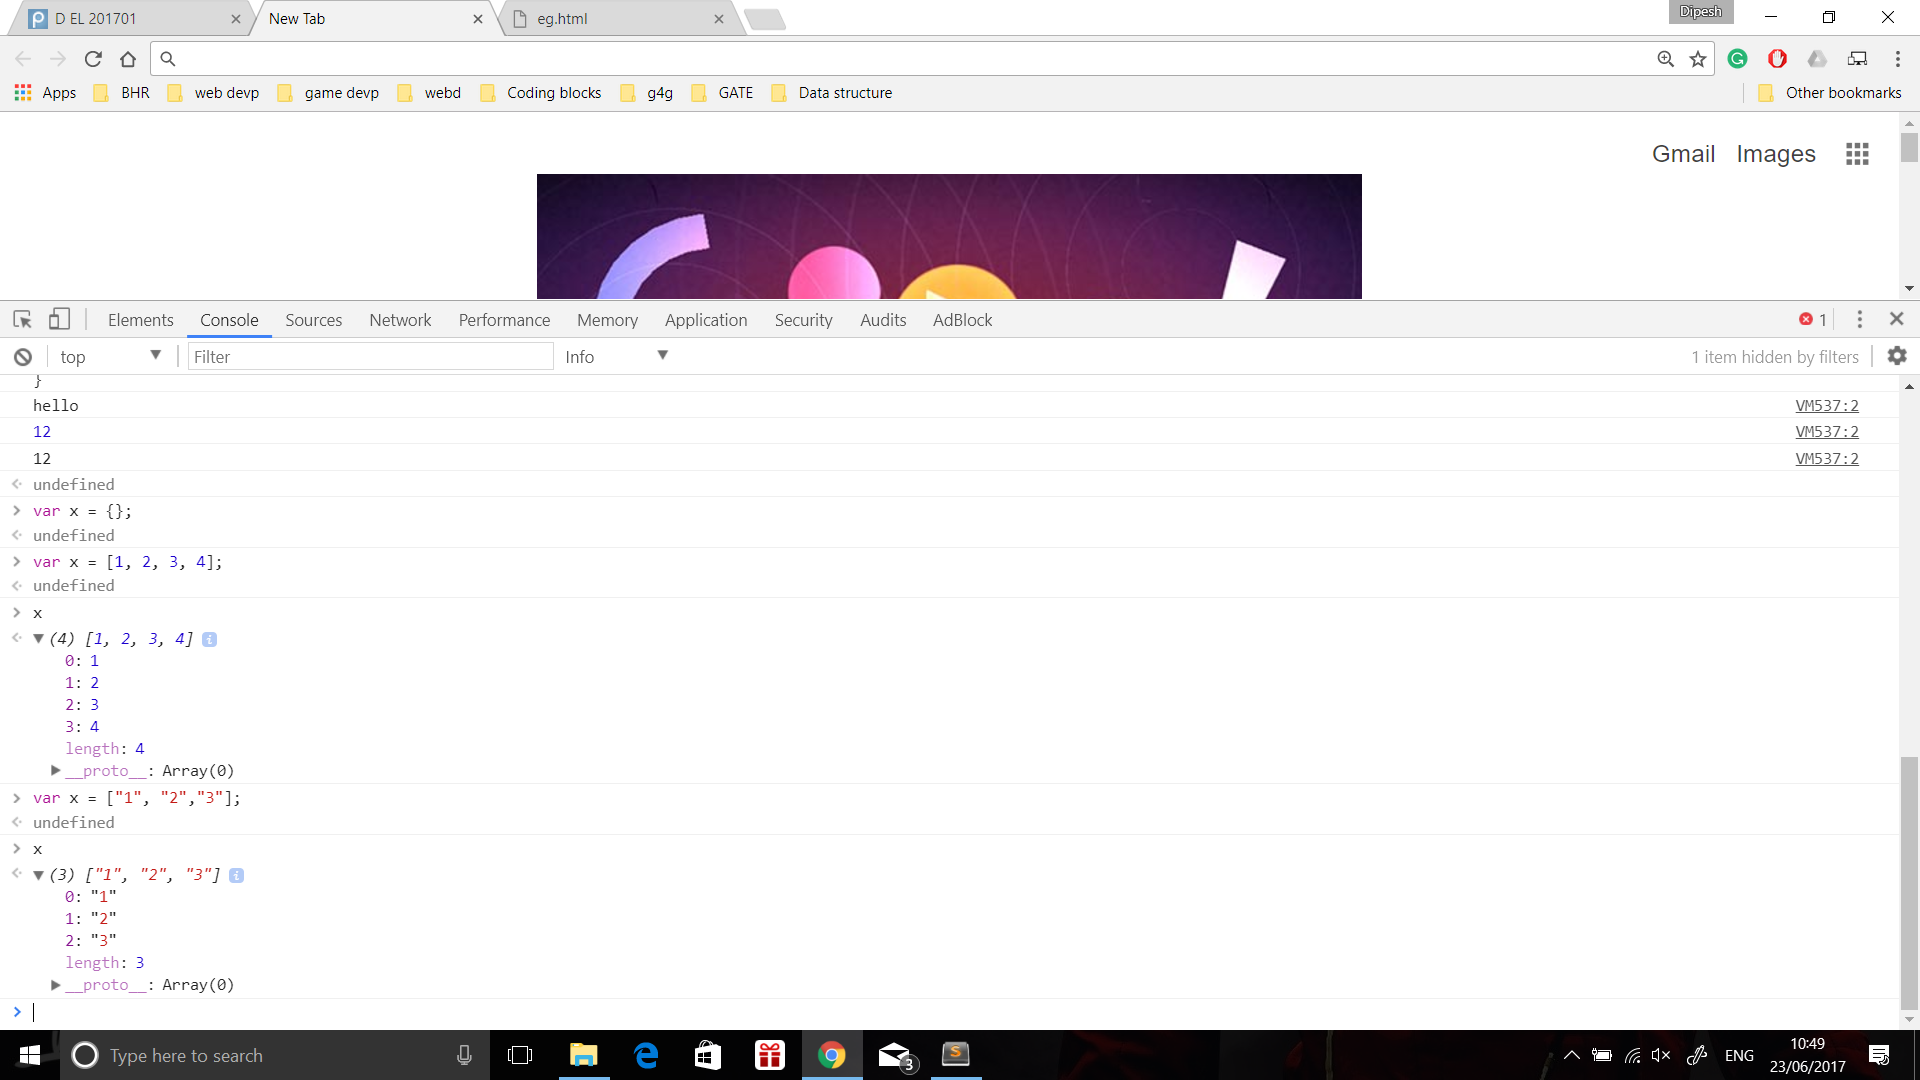 D EL 201701
New Tab
eg.html
Dipesh
Apps
BHR
web devp
game devp
webd
Coding blocks
g4g
GATE
Data structure
Other bookmarks
Gmail
Images
Elements
Console
Sources
Network
Performance
Memory
Application
Security
Audits
AdBlock
1
top
Filter
Info
1 item hidden by filters
}
hello VM537:2
12 VM537:2
12 VM537:2
undefined
var x = {};
undefined
var x = [1, 2, 3, 4];
undefined
x
(4) [1, 2, 3, 4]
0: 1
1: 2
2: 3
3: 4
length: 4
__proto__: Array(0)
var x = ["1", "2","3"];
undefined
x
(3) ["1", "2", "3"]
0: "1"
1: "2"
2: "3"
length: 3
__proto__: Array(0)
Type here to search
3
S
ENG
10:49
23/06/2017